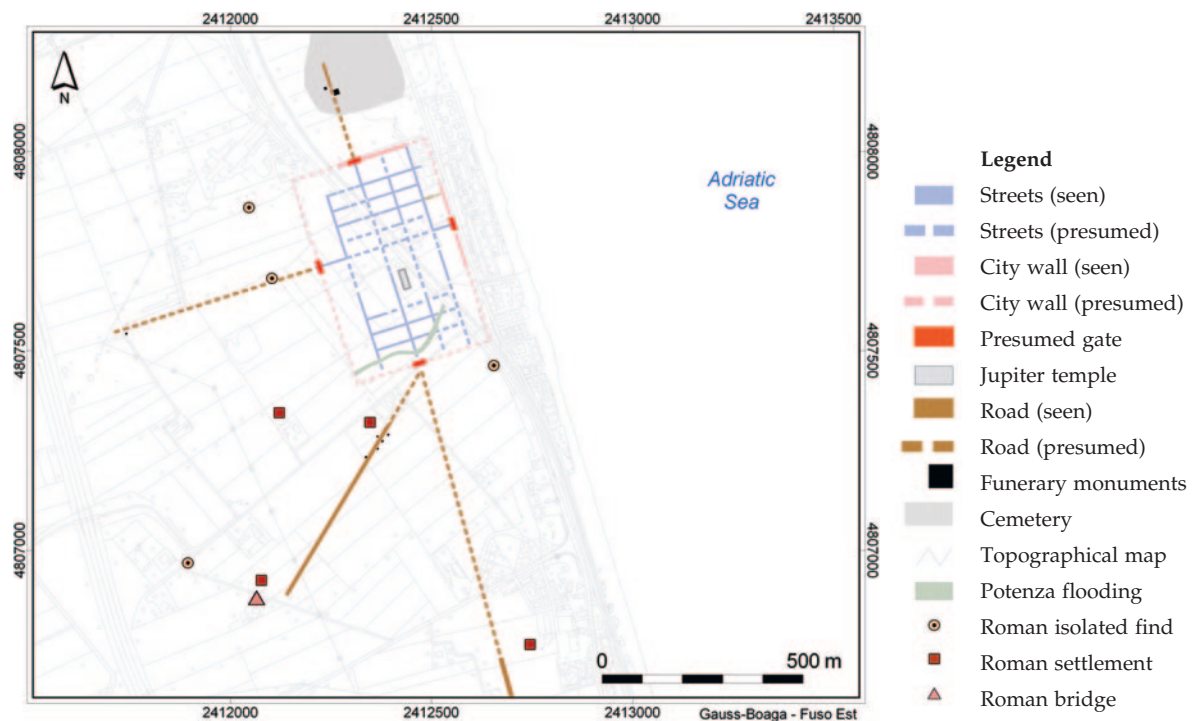 2412000 2412500 2413000 2413500
N
4808000
4807500
4807000
4808000
4807500
4807000
Adriatic
Sea
0 500 m
2412000 2412500 2413000 Gauss-Boaga - Fuso Est
Legend
Streets (seen)
Streets (presumed)
City wall (seen)
City wall (presumed)
Presumed gate
Jupiter temple
Road (seen)
Road (presumed)
Funerary monuments
Cemetery
Topographical map
Potenza flooding
Roman isolated find
Roman settlement
Roman bridge